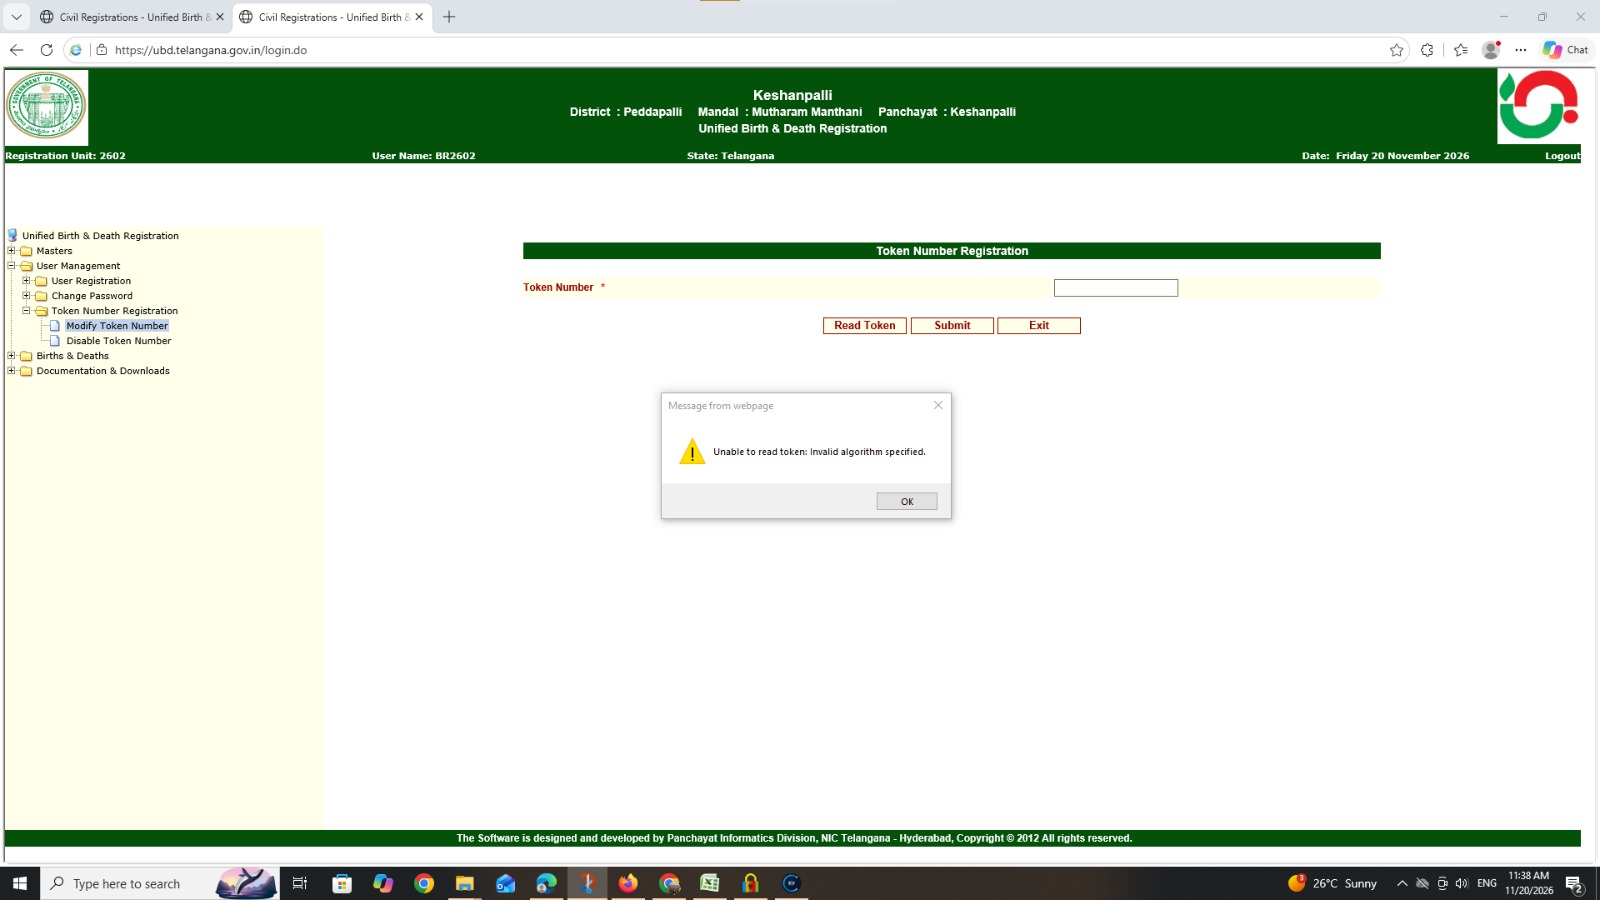 Civil Registrations - Unified Birth &
Civil Registrations - Unified Birth &
https://ubd.telangana.gov.in/login.do
Chat
GOVERNMENT OF TELANGANA
Keshanpalli
District : Peddapalli Mandal : Mutharam Manthani Panchayat : Keshanpalli
Unified Birth & Death Registration
Registration Unit: 2602 User Name: BR2602 State: Telangana Date: Friday 20 November 2026 Logout
Unified Birth & Death Registration
Masters
User Management
User Registration
Change Password
Token Number Registration
Modify Token Number
Disable Token Number
Births & Deaths
Documentation & Downloads
Token Number Registration
Token Number *
Read Token Submit Exit
Message from webpage
Unable to read token: Invalid algorithm specified.
OK
The Software is designed and developed by Panchayat Informatics Division, NIC Telangana - Hyderabad, Copyright © 2012 All rights reserved.
Type here to search
3
26°C Sunny
ENG
11:38 AM
11/20/2026
2